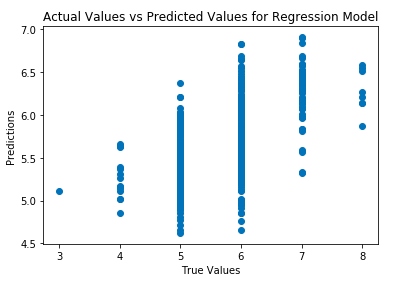 Actual Values vs Predicted Values for Regression Model
7.0
6.5
6.0
5.5
5.0
4.5
Predictions
3 4 5 6 7 8
True Values